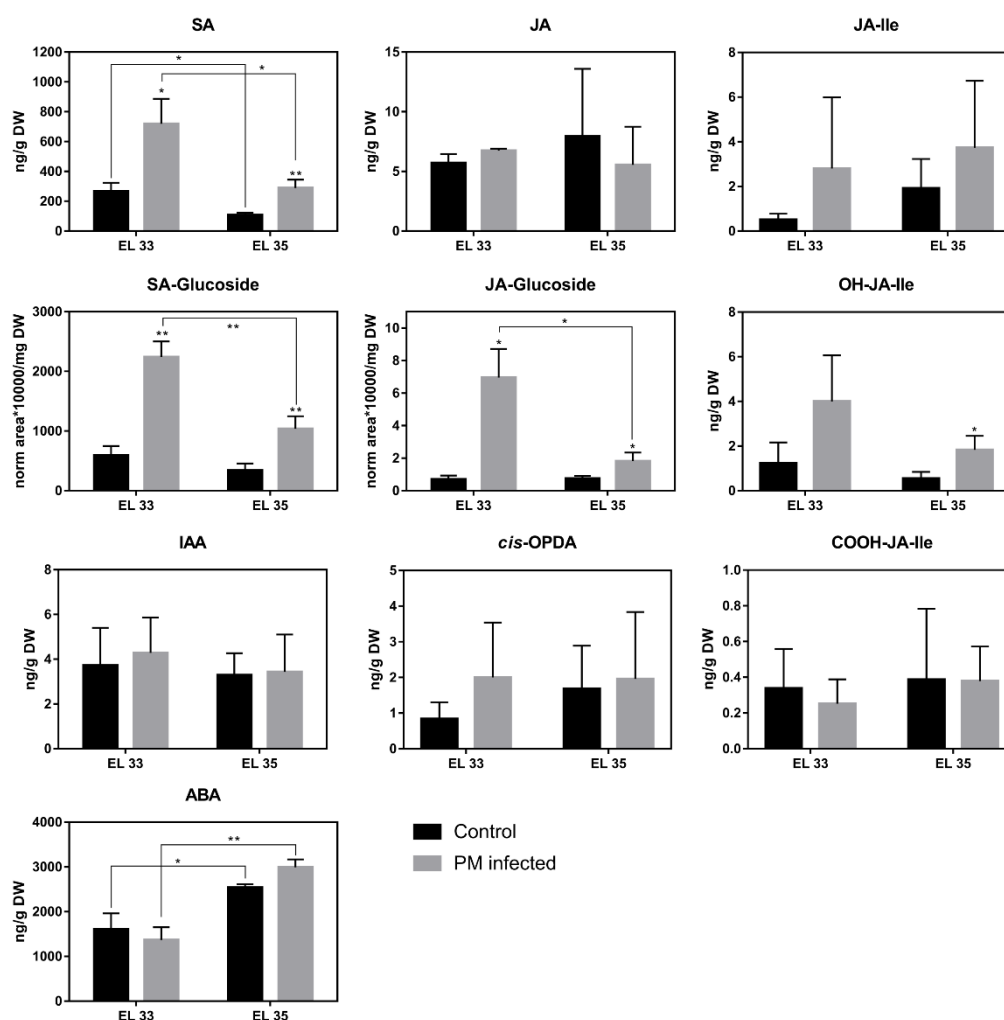 SA
ng/g DW
1200
1000
800
600
400
200
0
*
*
*
**
EL 33
EL 35
JA
ng/g DW
15
10
5
0
EL 33
EL 35
JA-Ile
ng/g DW
8
6
4
2
0
EL 33
EL 35
SA-Glucoside
norm area*10000/mg DW
3000
2000
1000
0
**
**
**
EL 33
EL 35
JA-Glucoside
norm area*10000/mg DW
10
8
6
4
2
0
*
*
*
EL 33
EL 35
OH-JA-Ile
ng/g DW
8
6
4
2
0
*
EL 33
EL 35
IAA
ng/g DW
8
6
4
2
0
EL 33
EL 35
cis-OPDA
ng/g DW
5
4
3
2
1
0
EL 33
EL 35
COOH-JA-Ile
ng/g DW
1.0
0.8
0.6
0.4
0.2
0.0
EL 33
EL 35
ABA
ng/g DW
4000
3000
2000
1000
0
*
**
EL 33
EL 35
Control
PM infected